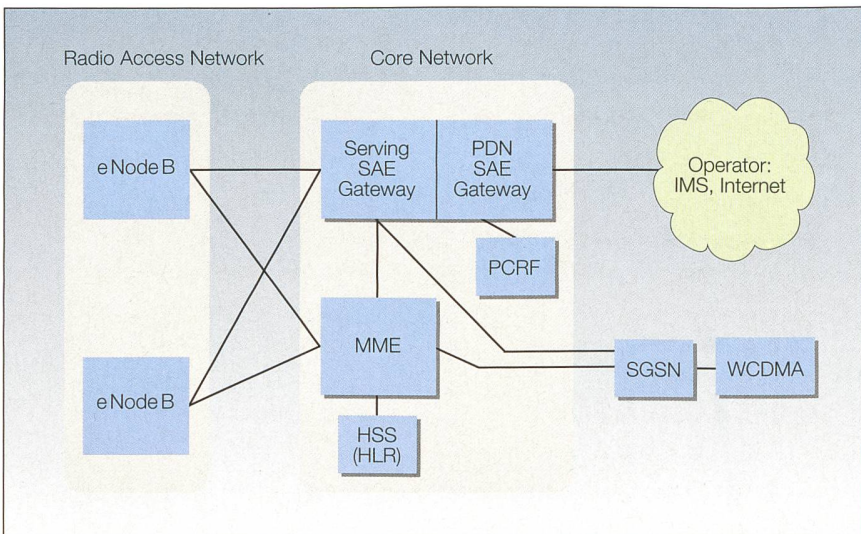 Radio Access Network
Core Network
eNodeB
Serving
SAE
Gateway
PDN
SAE
Gateway
Operator:
IMS, Internet
PCRF
MME
SGSN
WCDMA
eNodeB
HSS
(HLR)